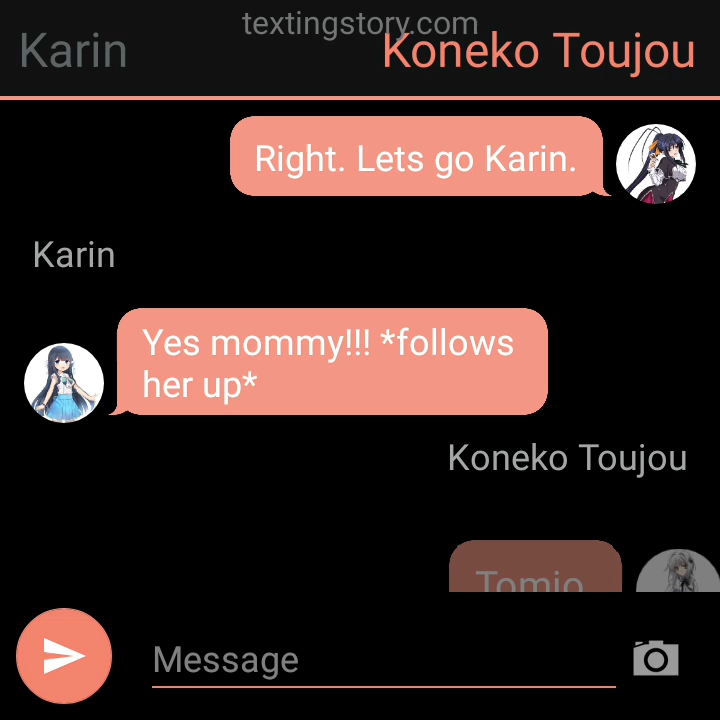 textingstory.com
Karin
Koneko Toujou
Right. Lets go Karin.
Karin
Yes mommy!!! *follows
her up*
Koneko Toujou
Tomio
Message